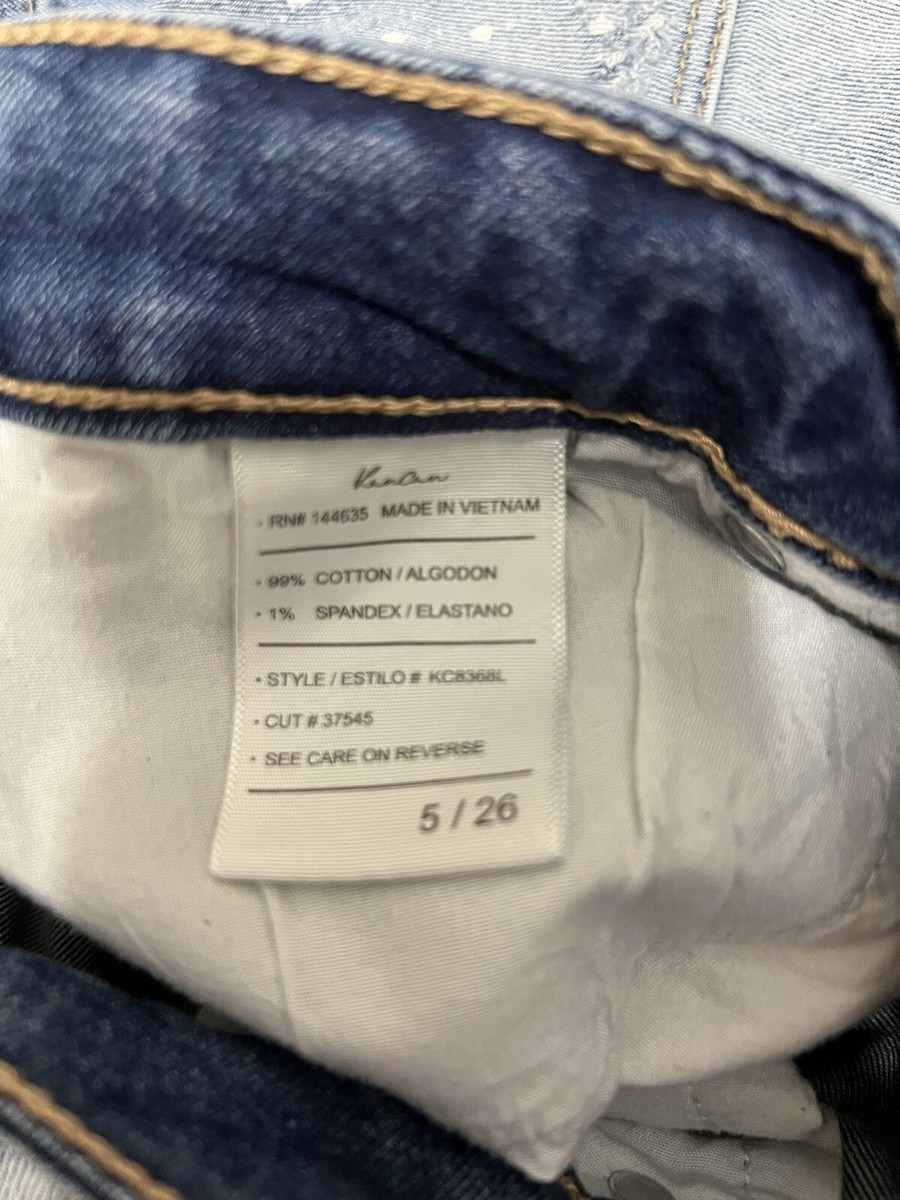 KanCan
RN# 144635 MADE IN VIETNAM
• 99% COTTON / ALGODON
• 1% SPANDEX / ELASTANO
• STYLE / ESTILO # KC8368L
• CUT # 37545
• SEE CARE ON REVERSE
5 / 26